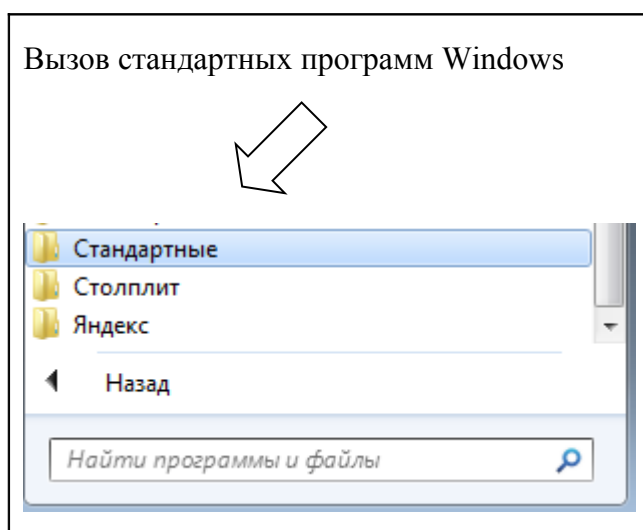 Вызов стандартных программ Windows
Стандартные
Столплит
Яндекс
Назад
Найти программы и файлы